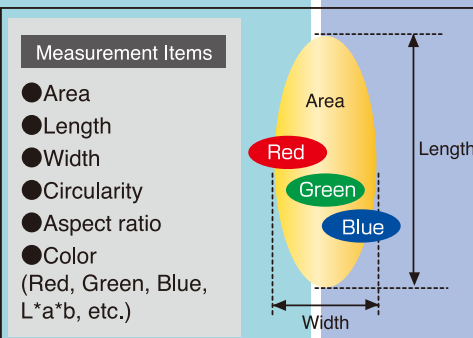 Measurement Items
●Area
●Length
●Width
●Circularity
●Aspect ratio
●Color
(Red, Green, Blue,
L*a*b, etc.)
Area
Red
Length
Green
Blue
Width